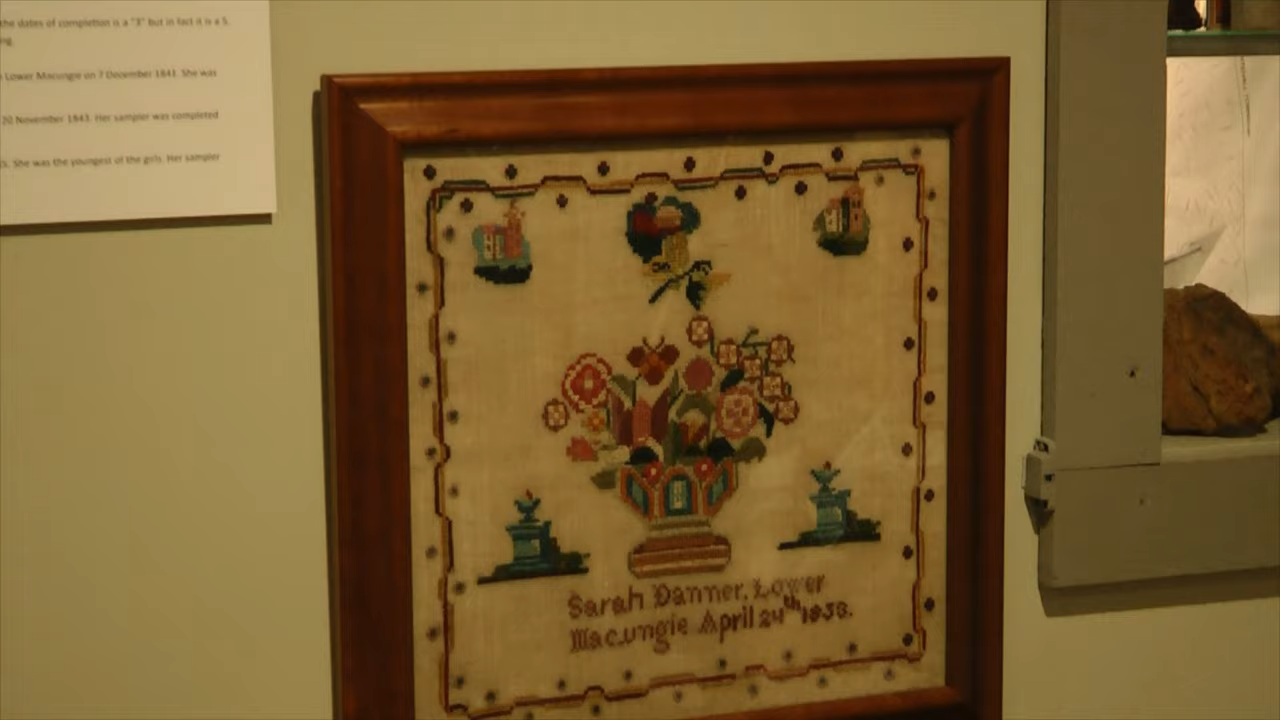 the dates of completion is a "3" but in fact it is a 5.
Lower Macungie on 7 December 1841. She was
20 November 1843. Her sampler was completed
She was the youngest of the girls. Her sampler
Sarah Danner, Lower
Macungie April 24th 1858.